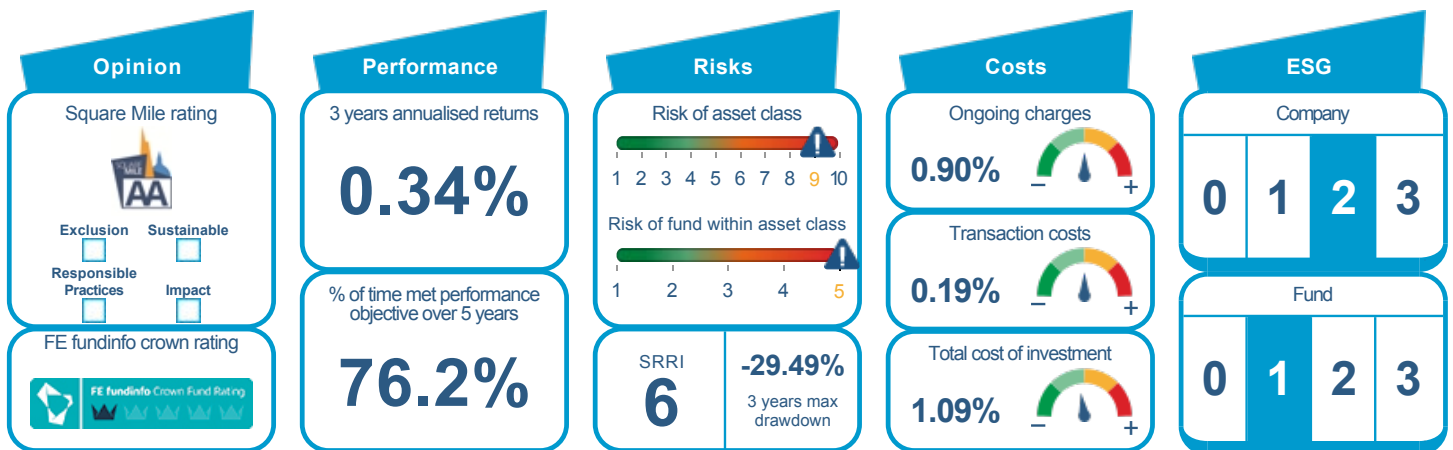 Opinion
Square Mile rating
SQUARE
MILE
AA
Exclusion
Sustainable
Responsible
Practices
Impact
FE fundinfo crown rating
FE fundinfo Crown Fund Rating
Performance
3 years annualised returns
0.34%
% of time met performance
objective over 5 years
76.2%
Risks
Risk of asset class
1 2 3 4 5 6 7 8 9 10
Risk of fund within asset class
1 2 3 4 5
SRRI
6
-29.49%
3 years max
drawdown
Costs
Ongoing charges
0.90%
− +
Transaction costs
0.19%
− +
Total cost of investment
1.09%
− +
ESG
Company
0 1 2 3
Fund
0 1 2 3